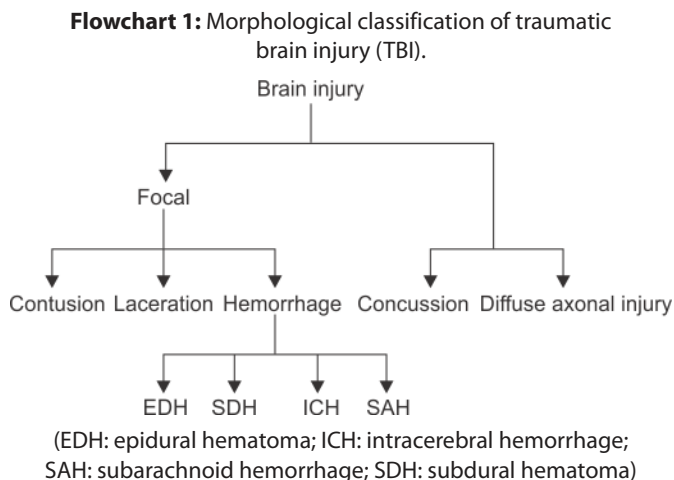 Flowchart 1: Morphological classification of traumatic
brain injury (TBI).
Brain injury
Focal
Contusion Laceration Hemorrhage Concussion Diffuse axonal injury
EDH SDH ICH SAH
(EDH: epidural hematoma; ICH: intracerebral hemorrhage;
SAH: subarachnoid hemorrhage; SDH: subdural hematoma)